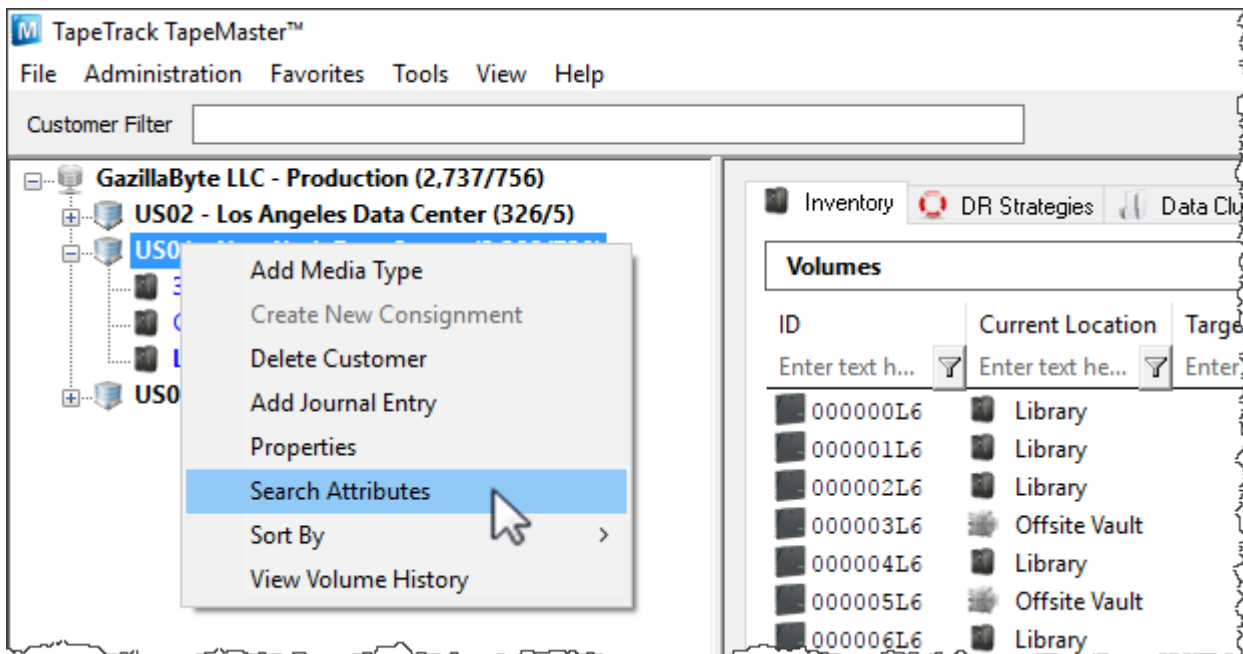 TapeTrack TapeMaster™
File Administration Favorites Tools View Help
Customer Filter
GazillaByte LLC - Production (2,737/756)
US02 - Los Angeles Data Center (326/5)
Add Media Type
Create New Consignment
Delete Customer
Add Journal Entry
Properties
Search Attributes
Sort By
View Volume History
Inventory DR Strategies Data
Volumes
ID Current Location
Enter text h... Enter text he... Enter
000000L6 Library
000001L6 Library
000002L6 Library
000003L6 Offsite Vault
000004L6 Library
000005L6 Offsite Vault
000006L6 Library